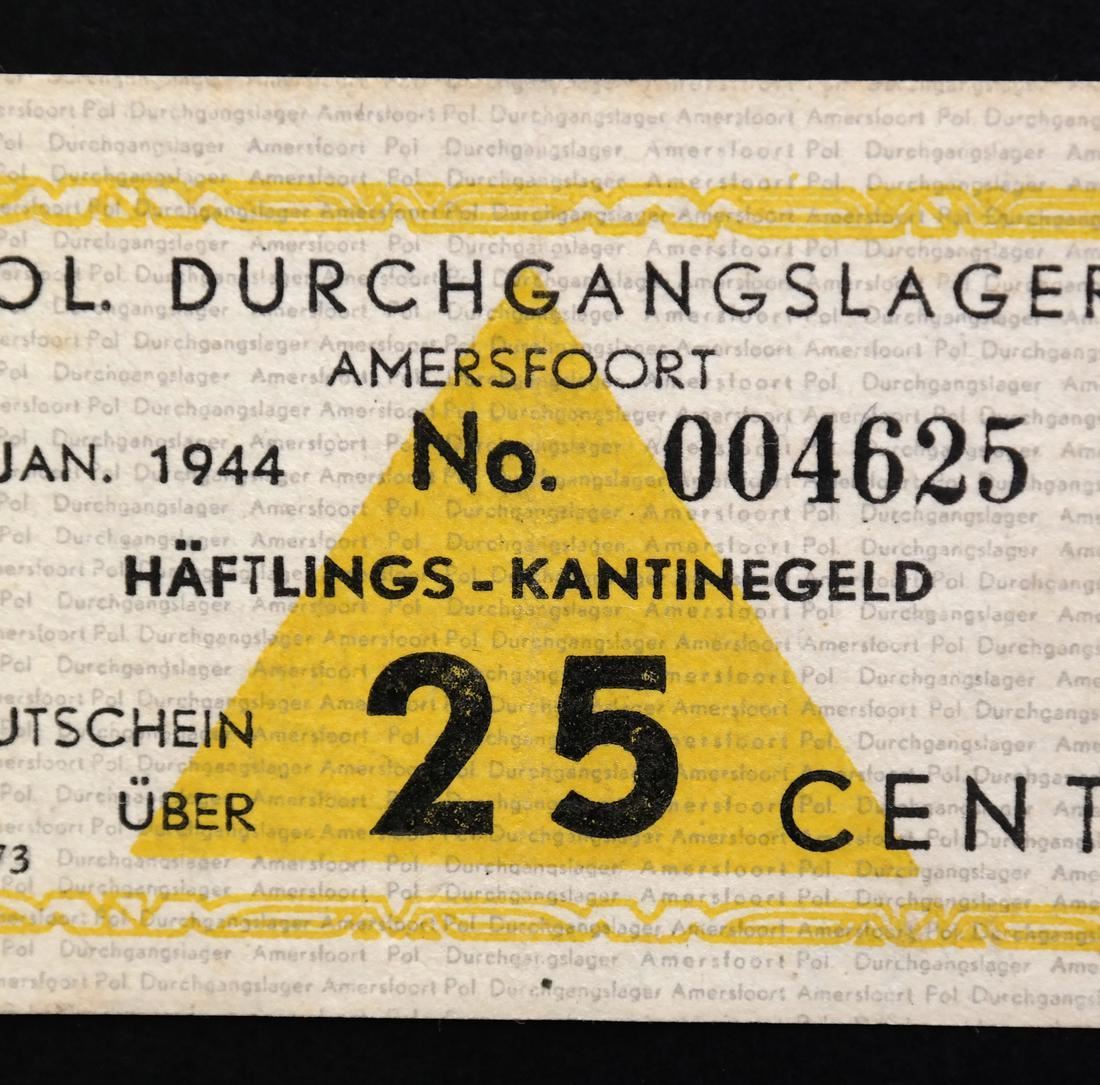 OL. DURCHGANGSLAGER
AMERSFOORT
JAN. 1944 No. 004625
HÄFTLINGS-KANTINEGELD
UTSCHEIN
ÜBER
25 CENT
73